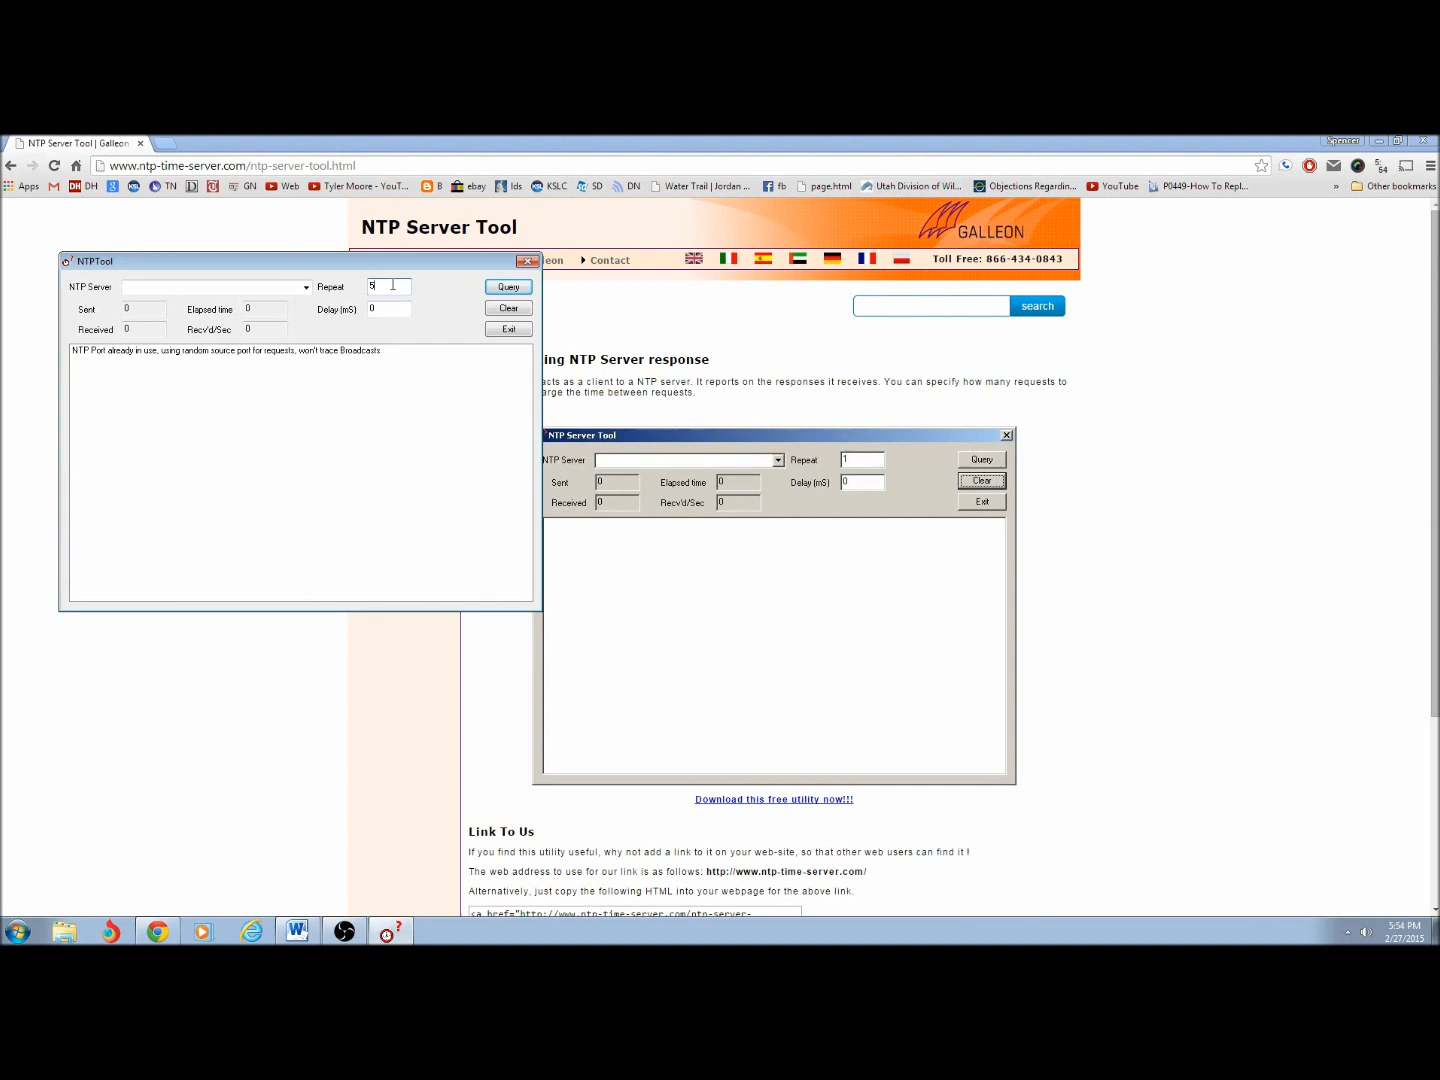 NTP Server Tool | Galleon
Spencer
www.ntp-time-server.com/ntp-server-tool.html
5:
54
Apps
DH
GN
Web
Tyler Moore - YouT...
B
ebay
Ids
KSLC
SD
DN
Water Trail | Jordan ...
fb
page.html
Utah Division of Wil...
Objections Regardin...
YouTube
P0449-How To Repl...
»
Other bookmarks
TN
NTP Server Tool
GALLEON
eon
Contact
Toll Free: 866-434-0843
search
NTPTool
NTP Server
Repeat
5
Query
Sent
0
Elapsed time
0
Delay (mS)
0
Clear
Received
0
Recv'd/Sec
0
Exit
NTP Port already in use, using random source port for requests, won't trace Broadcasts
ing NTP Server response
acts as a client to a NTP server. It reports on the responses it receives. You can specify how many requests to
arge the time between requests.
NTP Server Tool
NTP Server
Repeat
1
Query
Sent
0
Elapsed time
0
Delay (mS)
0
Clear
Received
0
Recv'd/Sec
0
Exit
Download this free utility now!!!
Link To Us
If you find this utility useful, why not add a link to it on your web-site, so that other web users can find it !
The web address to use for our link is as follows: http://www.ntp-time-server.com/
Alternatively, just copy the following HTML into your webpage for the above link.
<a href="http://www.ntp-time-server.com/ntp-server-
5:54 PM
2/27/2015